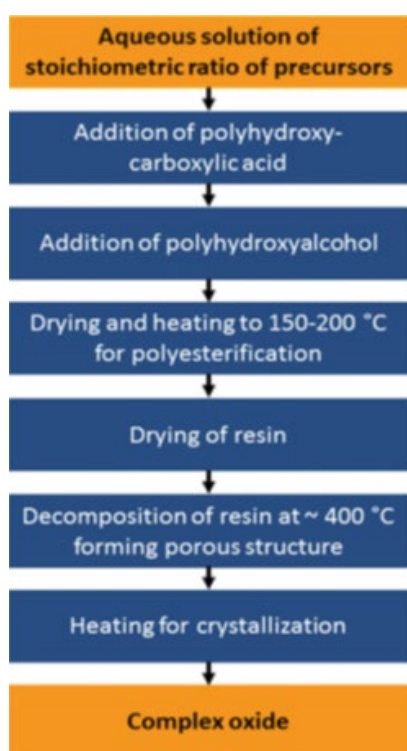 Aqueous solution of
stoichiometric ratio of precursors
Addition of polyhydroxy-
carboxylic acid
Addition of polyhydroxyalcohol
Drying and heating to 150-200 °C
for polyesterification
Drying of resin
Decomposition of resin at ~ 400 °C
forming porous structure
Heating for crystallization
Complex oxide